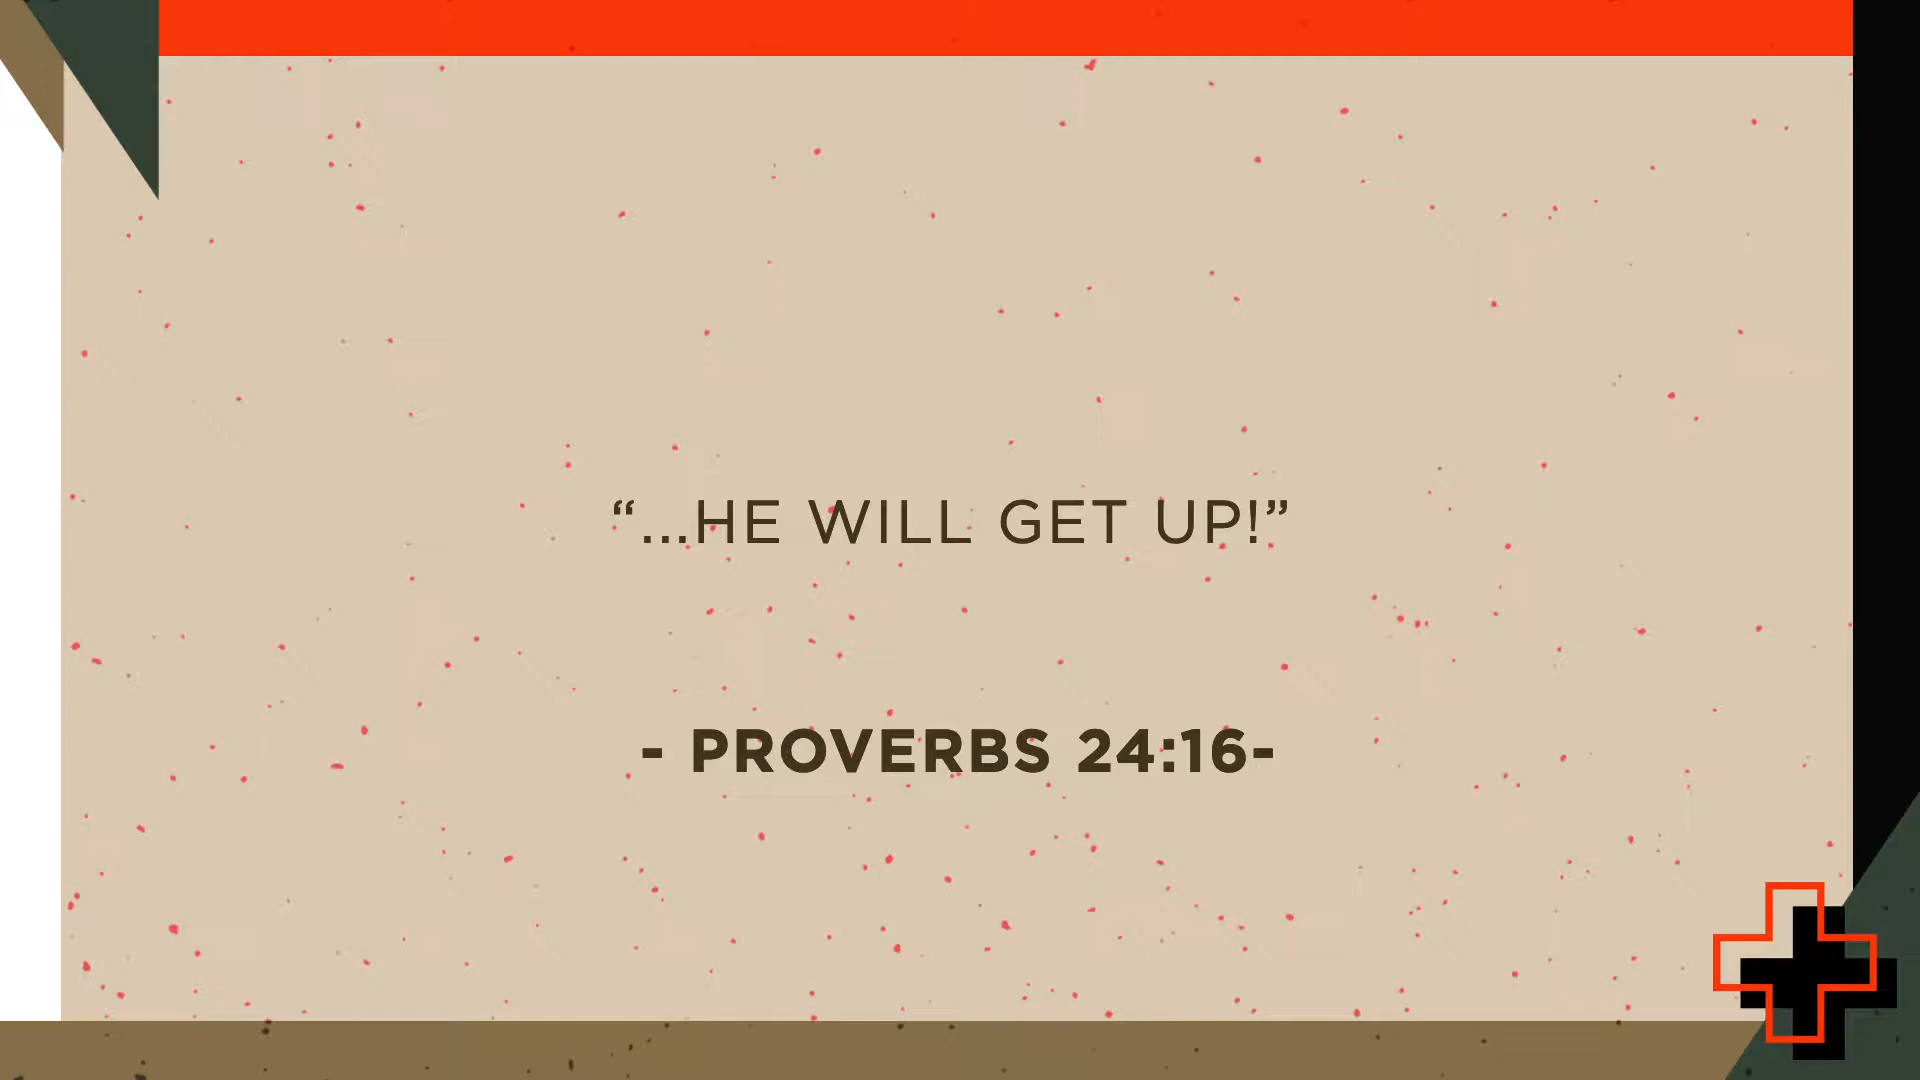 “...HE WILL GET UP!”
- PROVERBS 24:16-